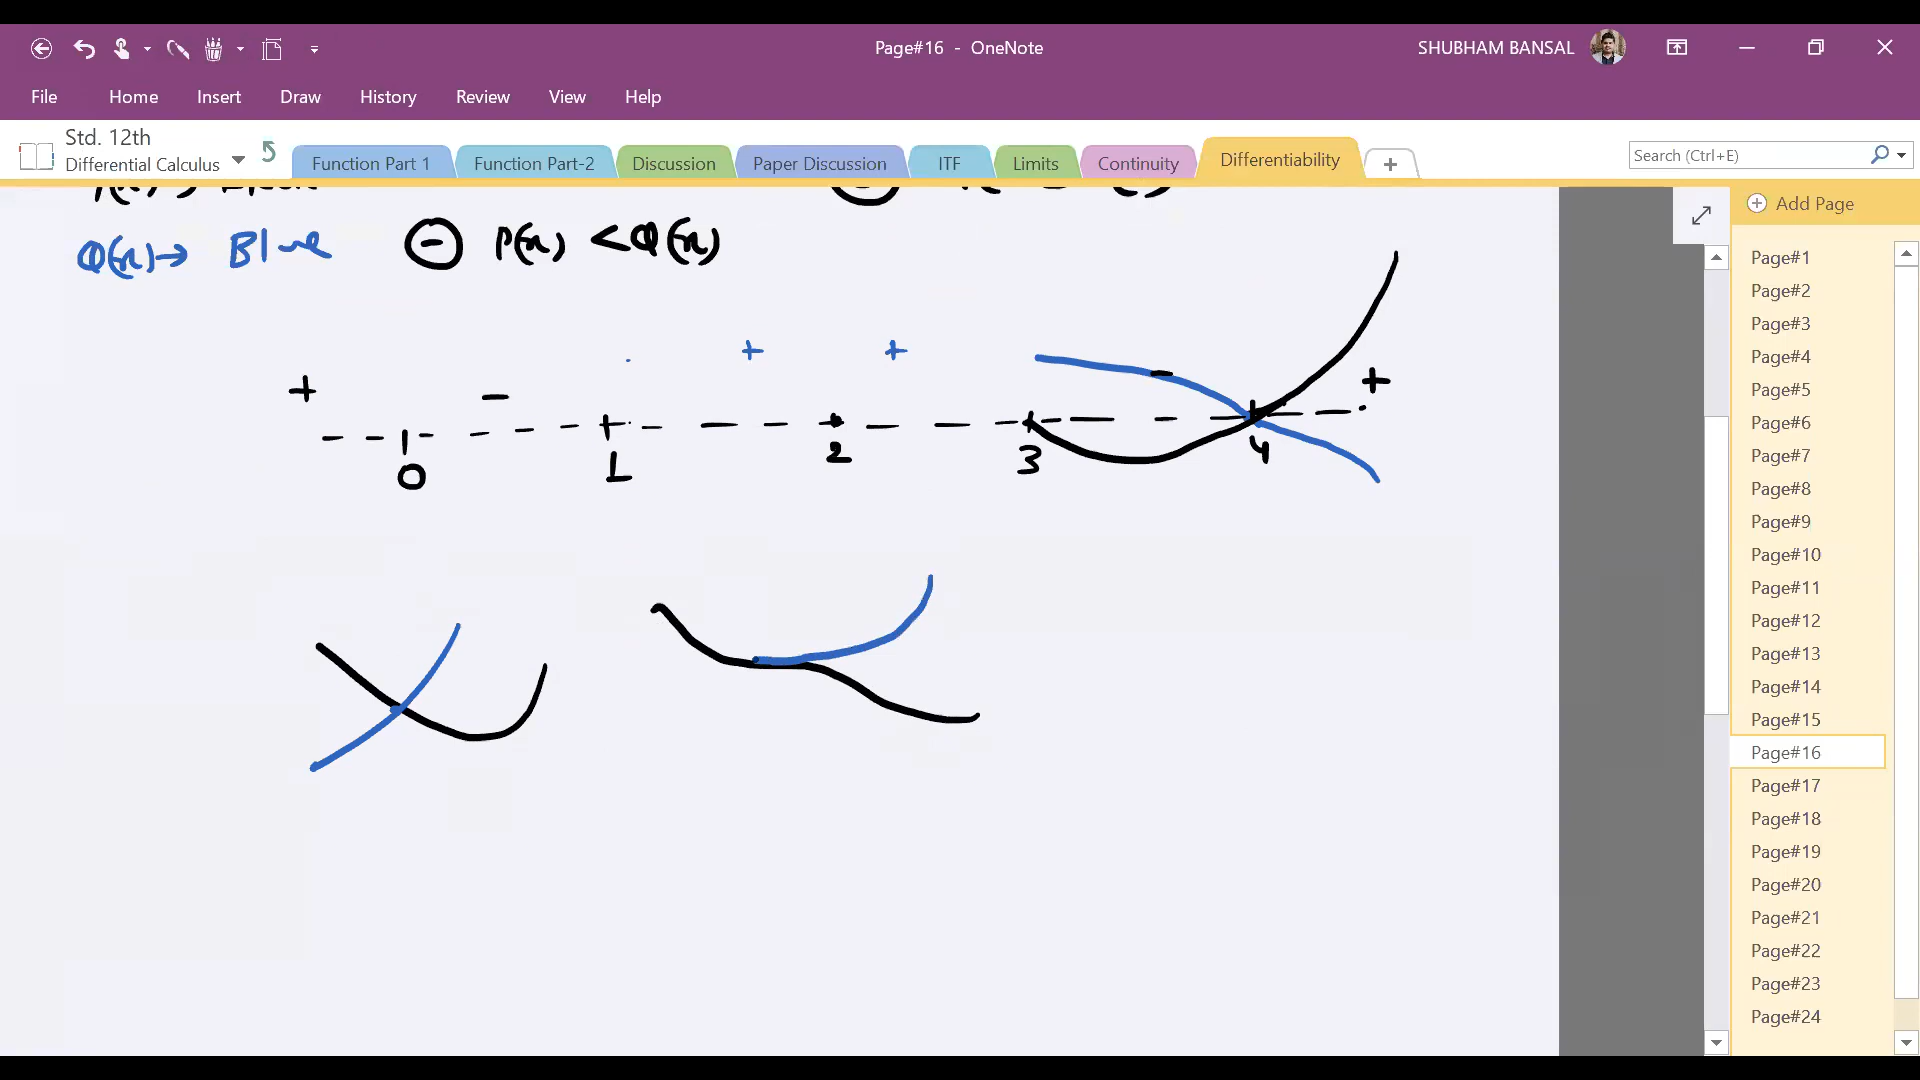 Page#16 - OneNote
SHUBHAM BANSAL
File Home Insert Draw History Review View Help
Std. 12th
Differential Calculus
Function Part 1
Function Part-2
Discussion
Paper Discussion
ITF
Limits
Continuity
Differentiability
+
Search (Ctrl+E)
Add Page
Page#1
Page#2
Page#3
Page#4
Page#5
Page#6
Page#7
Page#8
Page#9
Page#10
Page#11
Page#12
Page#13
Page#14
Page#15
Page#16
Page#17
Page#18
Page#19
Page#20
Page#21
Page#22
Page#23
Page#24
Q(x)→ Blue ⊖ P(x) < Q(x)
+ − + + − +
0 1 2 3 4